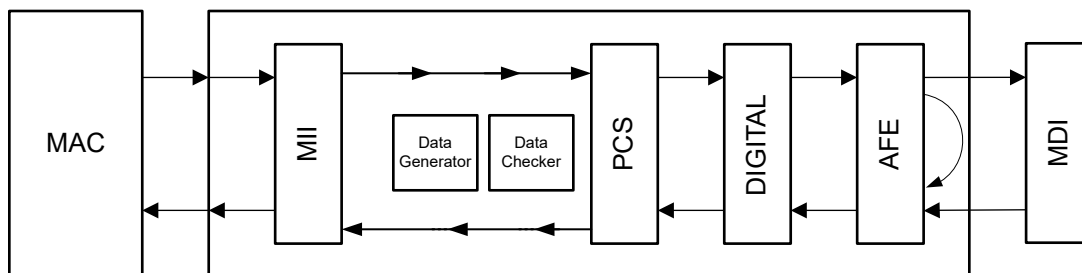 MAC
MII
Data
Generator
Data
Checker
PCS
DIGITAL
AFE
MDI